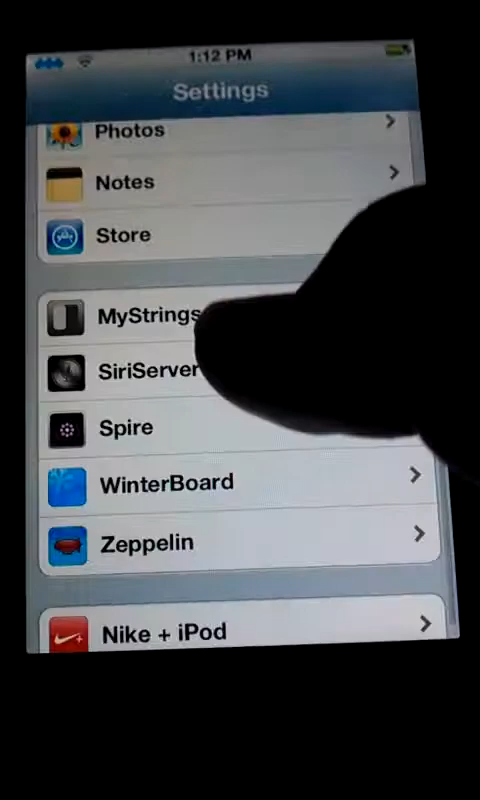 1:12 PM
Settings
Photos
Notes
Store
MyStrings
SiriServer
Spire
WinterBoard
Zeppelin
Nike + iPod